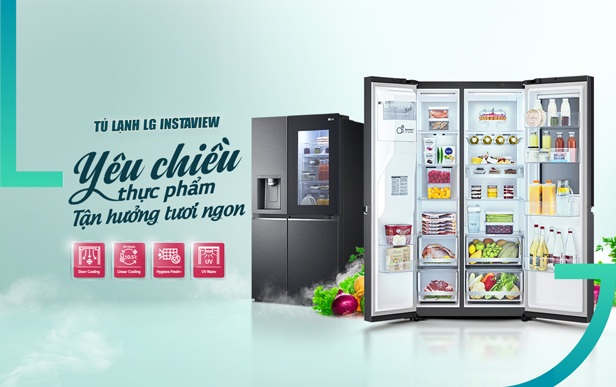 TỦ LẠNH LG INSTAVIEW
Yêu chiều
thực phẩm
Tận hưởng tươi ngon
Door Cooling
Linear Cooling
Hygiene Fresh+
UV Nano